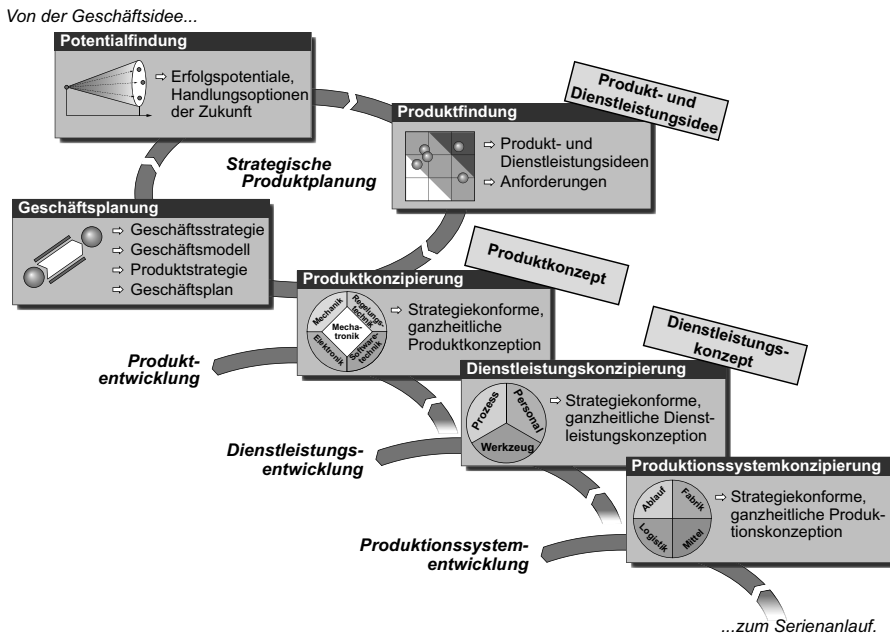 Von der Geschäftsidee...
Potentialfindung
⇨ Erfolgspotentiale,
Handlungsoptionen
der Zukunft
Produkt- und
Dienstleistungsidee
Produktfindung
⇨ Produkt- und
Dienstleistungsideen
⇨ Anforderungen
Strategische
Produktplanung
Geschäftsplanung
⇨ Geschäftsstrategie
⇨ Geschäftsmodell
⇨ Produktstrategie
⇨ Geschäftsplan
Produktkonzept
Produktkonzipierung
Mechanik
Regelungs-
technik
Mecha-
tronik
Elektronik
Software-
technik
⇨ Strategiekonforme,
ganzheitliche
Produktkonzeption
Dienstleistungs-
konzept
Produkt-
entwicklung
Dienstleistungskonzipierung
Prozess
Personal
Werkzeug
⇨ Strategiekonforme,
ganzheitliche Dienst-
leistungskonzeption
Dienstleistungs-
entwicklung
Produktionssystemkonzipierung
Ablauf
Fabrik
Logistik
Mittel
⇨ Strategiekonforme,
ganzheitliche Produk-
tionskonzeption
Produktionssystem-
entwicklung
...zum Serienanlauf.